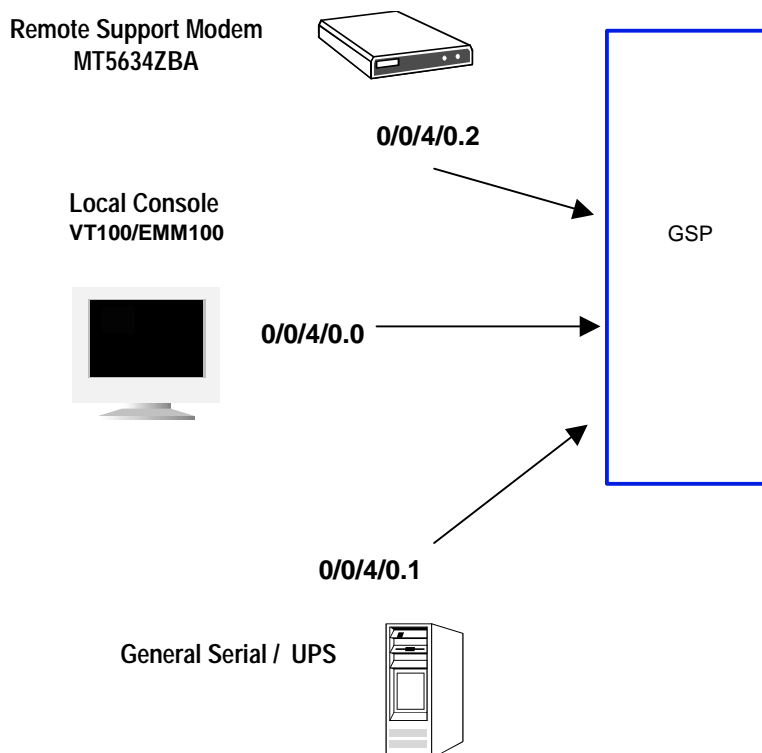 Remote Support Modem
MT5634ZBA
0/0/4/0.2
Local Console
VT100/EMM100
GSP
0/0/4/0.0
0/0/4/0.1
General Serial / UPS